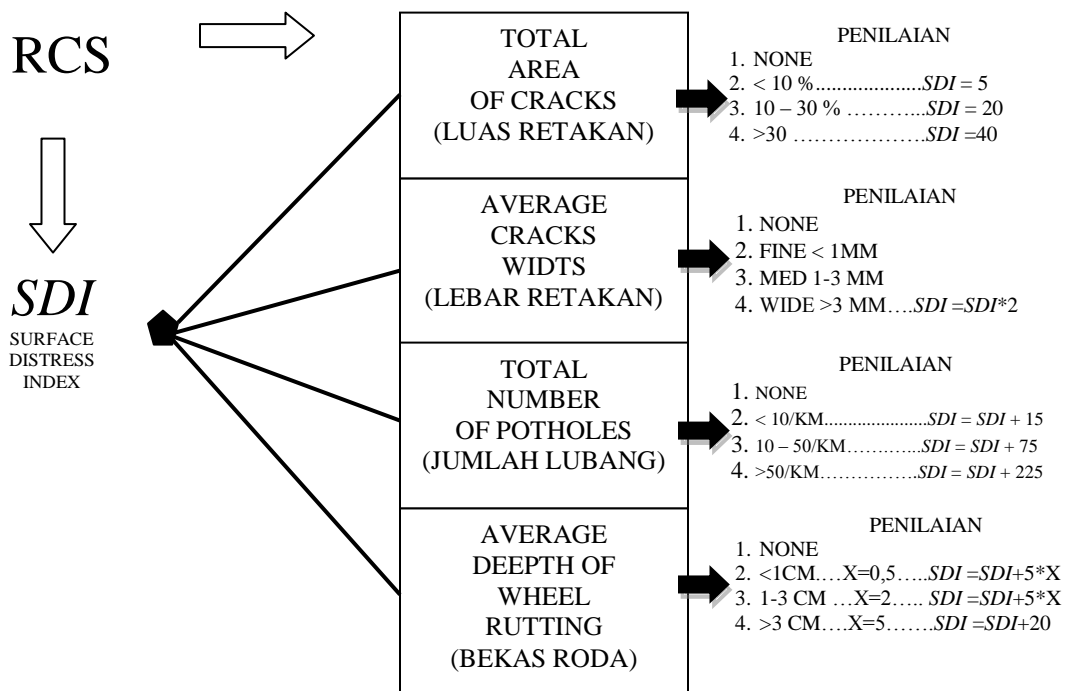 RCS
SDI
SURFACE
DISTRESS
INDEX
TOTAL
AREA
OF CRACKS
(LUAS RETAKAN)
PENILAIAN
1. NONE
2. < 10 %.....................SDI = 5
3. 10 – 30 % ………...SDI = 20
4. >30 ……………….SDI =40
AVERAGE
CRACKS
WIDTS
(LEBAR RETAKAN)
PENILAIAN
1. NONE
2. FINE < 1MM
3. MED 1-3 MM
4. WIDE >3 MM….SDI =SDI*2
TOTAL
NUMBER
OF POTHOLES
(JUMLAH LUBANG)
PENILAIAN
1. NONE
2. < 10/KM......................SDI = SDI + 15
3. 10 – 50/KM…………..SDI = SDI + 75
4. >50/KM…………….SDI = SDI + 225
AVERAGE
DEEPTH OF
WHEEL
RUTTING
(BEKAS RODA)
PENILAIAN
1. NONE
2. <1CM….X=0,5…..SDI =SDI+5*X
3. 1-3 CM …X=2….. SDI =SDI+5*X
4. >3 CM….X=5…….SDI =SDI+20